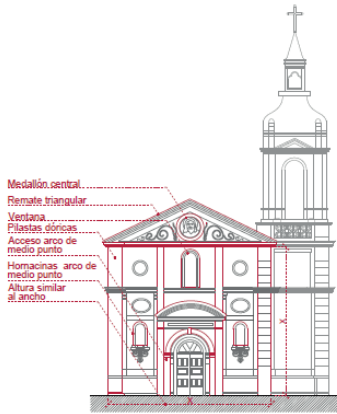 Medallón central
Remate triangular
Ventana
Pilastas dóricas
Acceso arco de
medio punto
Hornacinas arco de
medio punto
Altura similar
al ancho
X
X